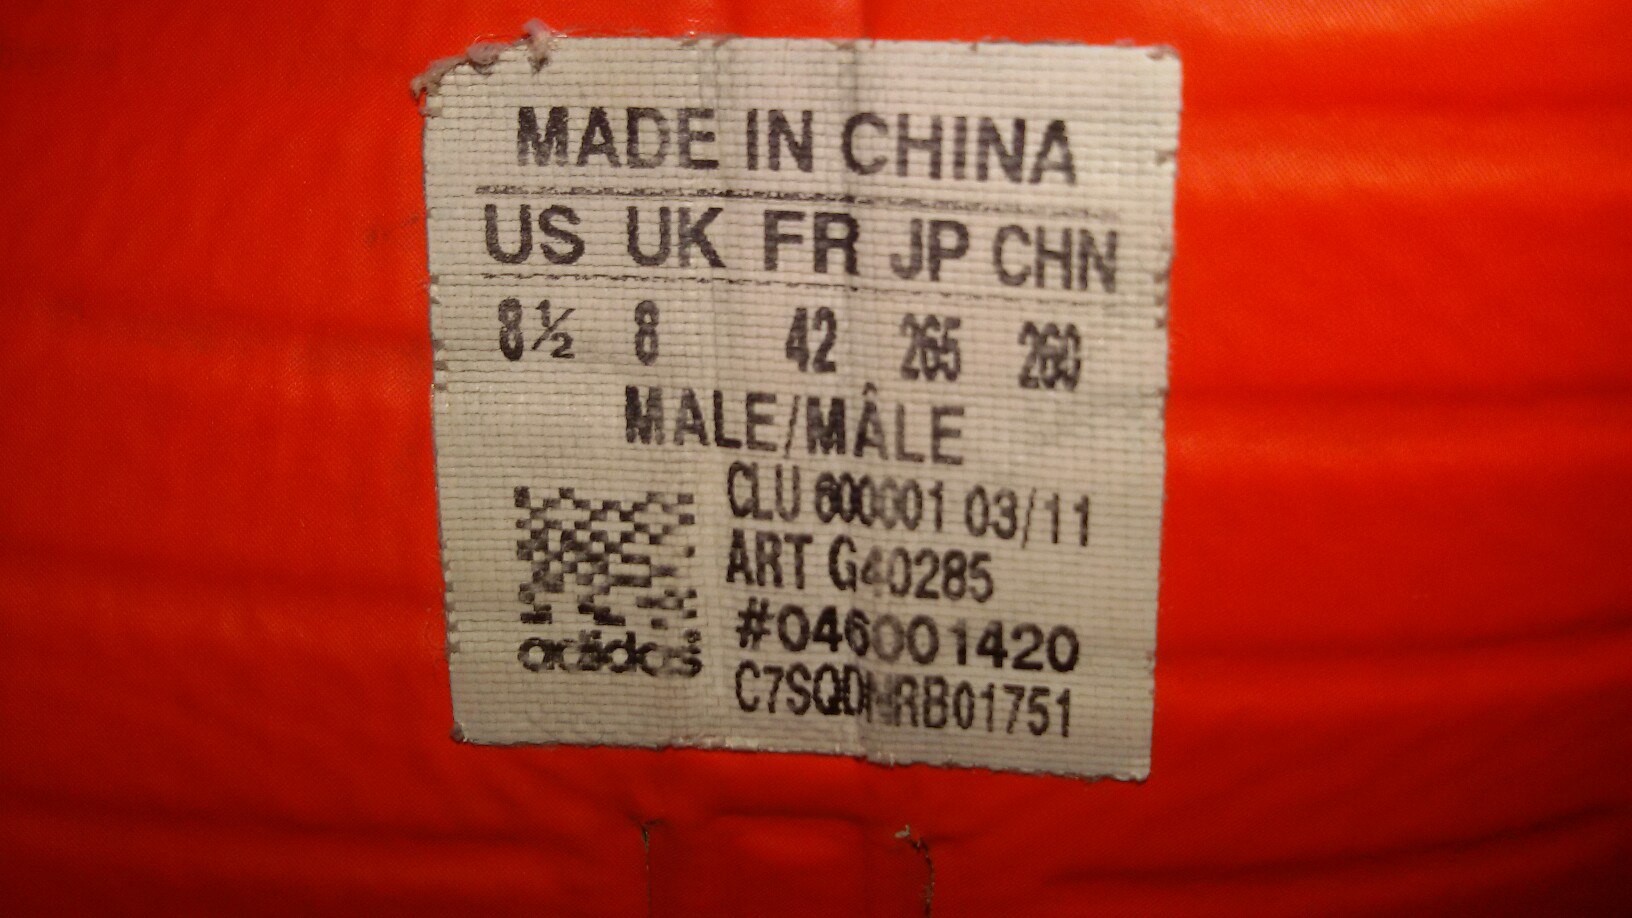 MADE IN CHINA
US UK FR JP CHN
8½ 8 42 265 260
MALE/MÂLE
CLU 600001 03/11
ART G40285
#046001420
C7SQDNRB01751
adidas